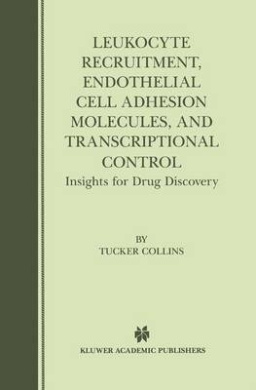 LEUKOCYTE
RECRUITMENT,
ENDOTHELIAL
CELL ADHESION
MOLECULES, AND
TRANSCRIPTIONAL
CONTROL
Insights for Drug Discovery
BY
TUCKER COLLINS
KLUWER ACADEMIC PUBLISHERS